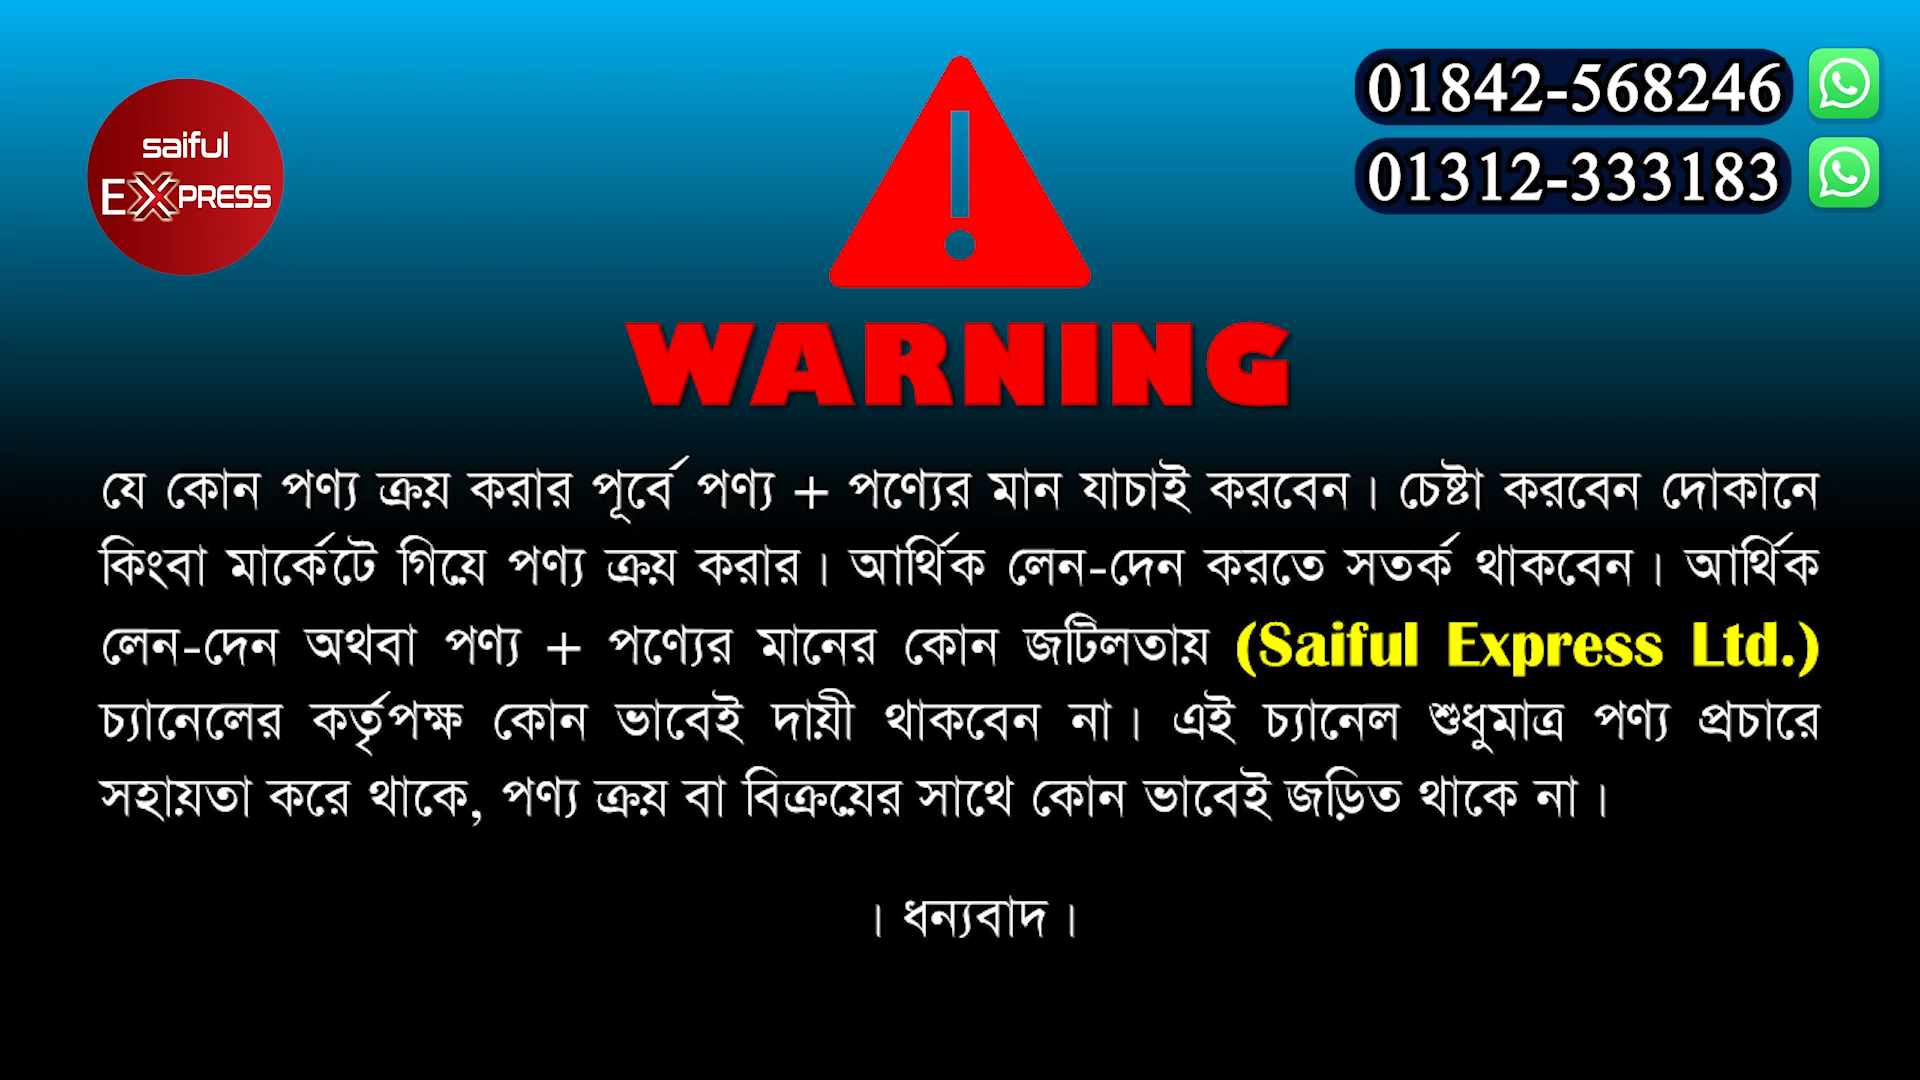 saiful
EXPRESS
01842-568246
01312-333183
WARNING
যে কোন পণ্য ক্রয় করার পূর্বে পণ্য + পণ্যের মান যাচাই করবেন। চেষ্টা করবেন দোকানে
কিংবা মার্কেটে গিয়ে পণ্য ক্রয় করার। আর্থিক লেন-দেন করতে সতর্ক থাকবেন। আর্থিক
লেন-দেন অথবা পণ্য + পণ্যের মানের কোন জটিলতায় (Saiful Express Ltd.)
চ্যানেলের কর্তৃপক্ষ কোন ভাবেই দায়ী থাকবেন না। এই চ্যানেল শুধুমাত্র পণ্য প্রচারে
সহায়তা করে থাকে, পণ্য ক্রয় বা বিক্রয়ের সাথে কোন ভাবেই জড়িত থাকে না।
। ধন্যবাদ।